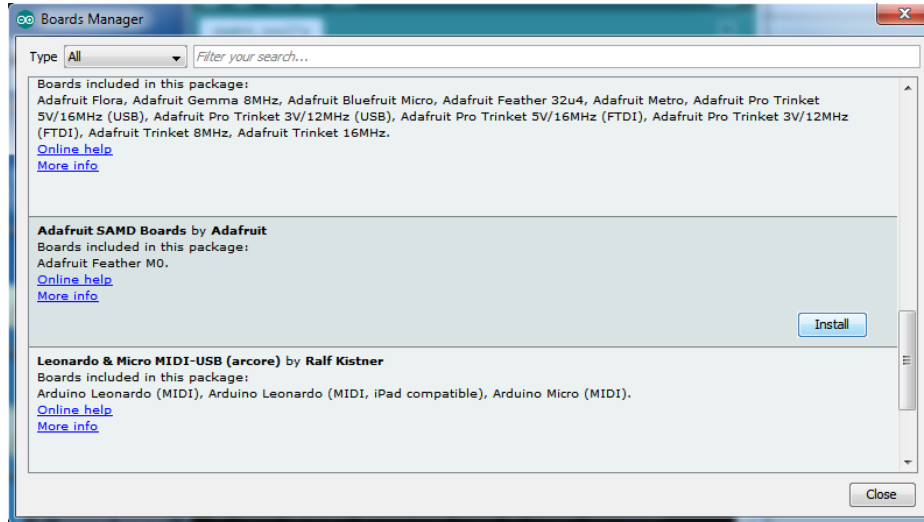 Boards Manager
Type All Filter your search...
Boards included in this package:
Adafruit Flora, Adafruit Gemma 8MHz, Adafruit Bluefruit Micro, Adafruit Feather 32u4, Adafruit Metro, Adafruit Pro Trinket
5V/16MHz (USB), Adafruit Pro Trinket 3V/12MHz (USB), Adafruit Pro Trinket 5V/16MHz (FTDI), Adafruit Pro Trinket 3V/12MHz
(FTDI), Adafruit Trinket 8MHz, Adafruit Trinket 16MHz.
Online help
More info
Adafruit SAMD Boards by Adafruit
Boards included in this package:
Adafruit Feather M0.
Online help
More info
Install
Leonardo & Micro MIDI-USB (arcore) by Ralf Kistner
Boards included in this package:
Arduino Leonardo (MIDI), Arduino Leonardo (MIDI, iPad compatible), Arduino Micro (MIDI).
Online help
More info
Close